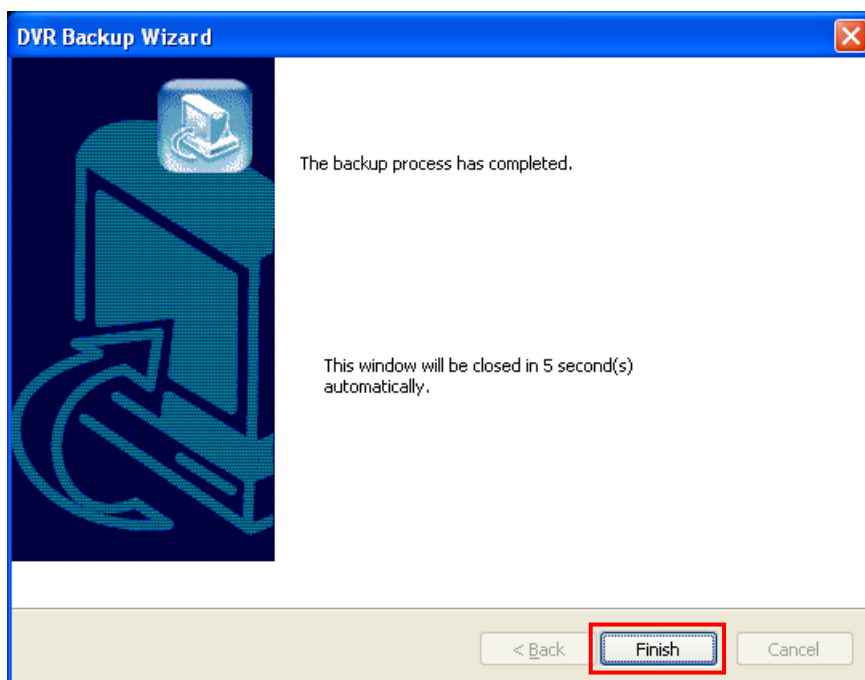 DVR Backup Wizard
The backup process has completed.
This window will be closed in 5 second(s)
automatically.
< Back
Finish
Cancel